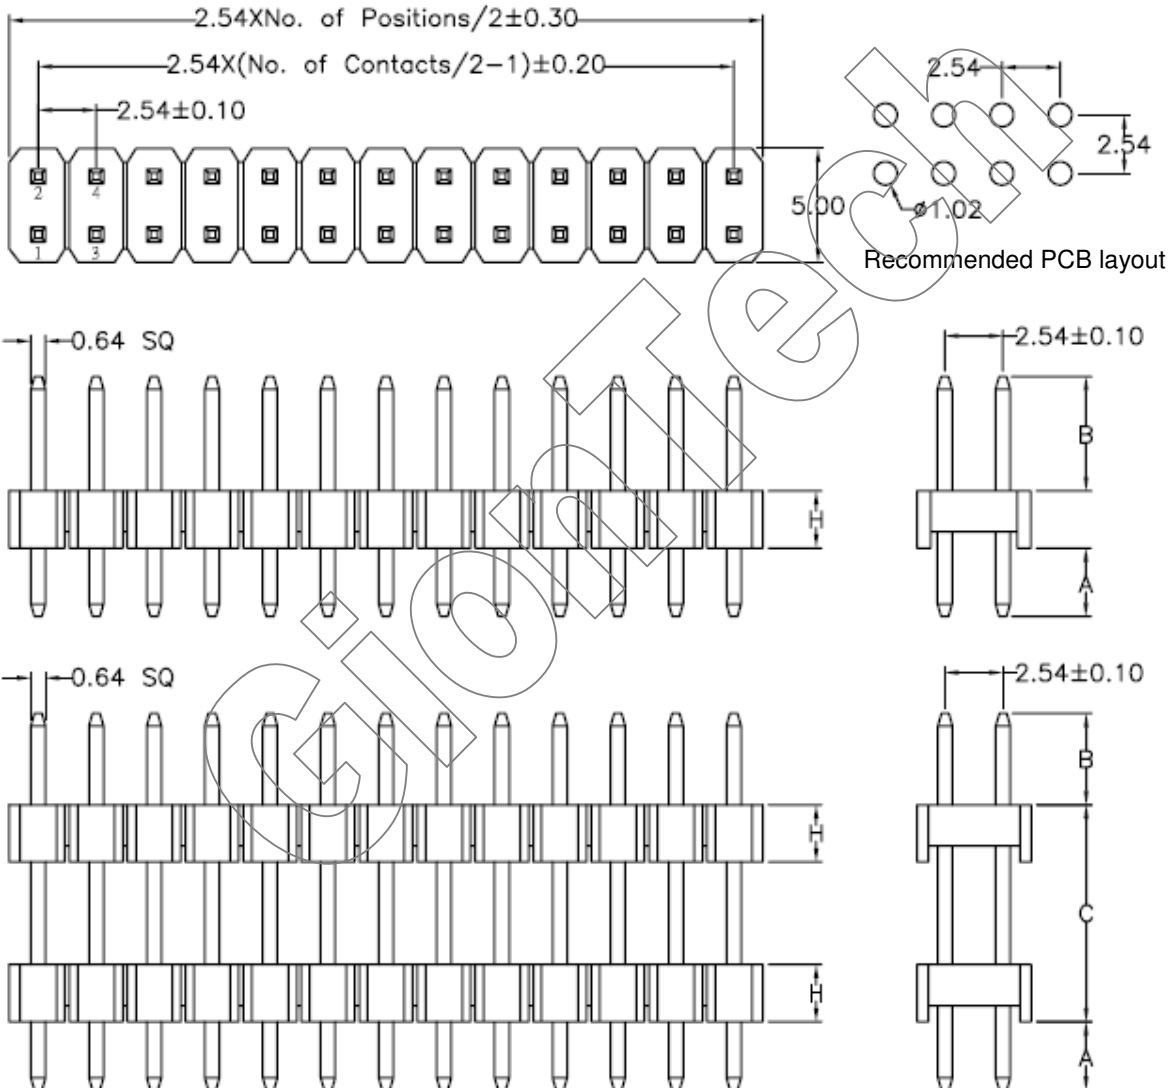 2.54XNo. of Positions/2±0.30
2.54X(No. of Contacts/2-1)±0.20
2.54±0.10
2.54
2.54
2 4
1 3
5.00
ø1.02
Recommended PCB layout
0.64 SQ
2.54±0.10
B
H
A
0.64 SQ
2.54±0.10
B
H
C
H
A
GionTech